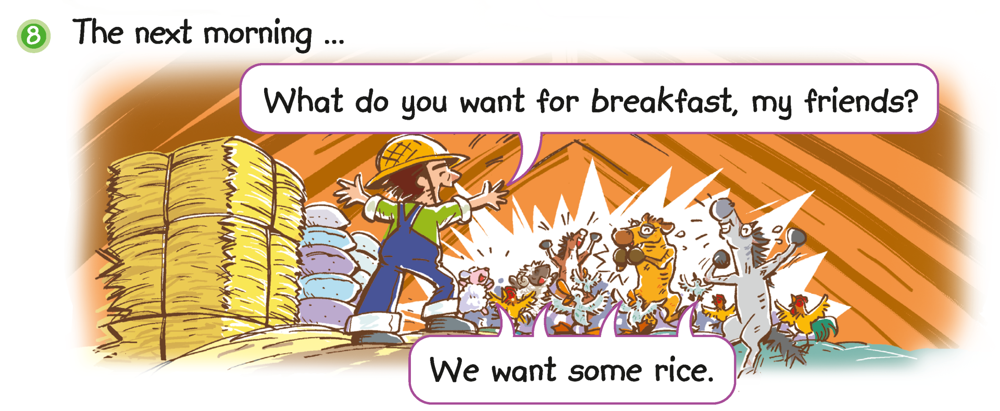 8 The next morning ...
What do you want for breakfast, my friends?
We want some rice.